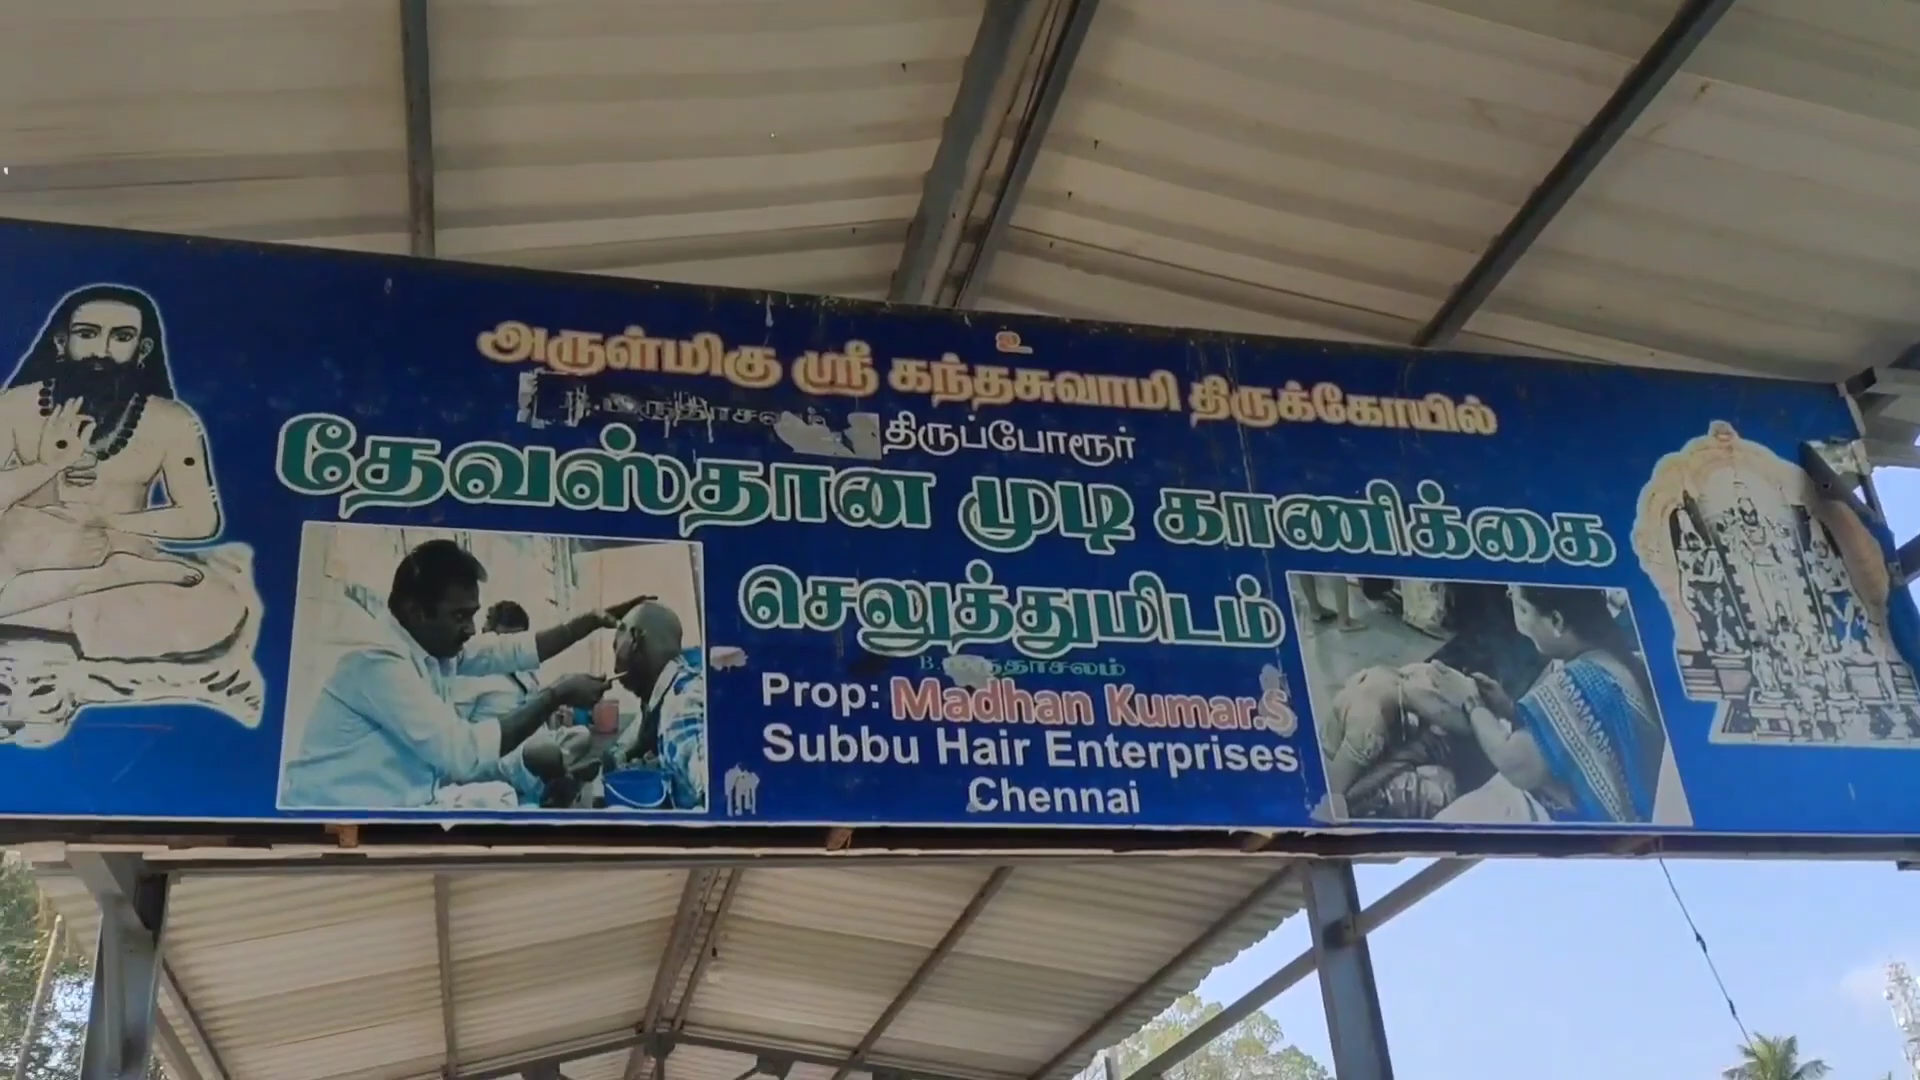 உ
அருள்மிகு ஸ்ரீ கந்தசுவாமி திருக்கோயில்
திருப்போரூர்
தேவஸ்தான முடி காணிக்கை
செலுத்துமிடம்
Prop: Madhan Kumar.S
Subbu Hair Enterprises
Chennai